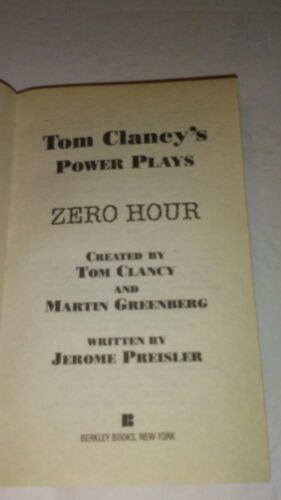 Tom Clancy's
POWER PLAYS
ZERO HOUR
CREATED BY
TOM CLANCY
AND
MARTIN GREENBERG
WRITTEN BY
JEROME PREISLER
B
BERKLEY BOOKS, NEW YORK